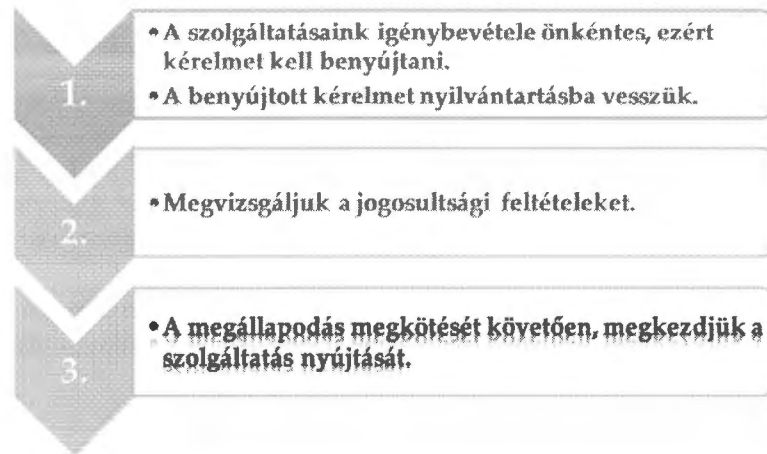 1.
• A szolgáltatásaink igénybevétele önkéntes, ezért
kérelmet kell benyújtani.
• A benyújtott kérelmet nyilvántartásba vesszük.
2.
• Megvizsgáljuk a jogosultsági feltételeket.
3.
• A megállapodás megkötését követően, megkezdjük a
szolgáltatás nyújtását.